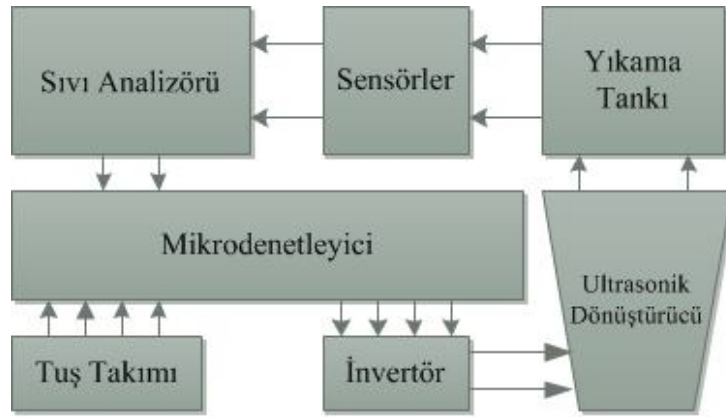 Sıvı Analizörü
Sensörler
Yıkama
Tankı
Mikrodenetleyici
Ultrasonik
Dönüştürücü
Tuş Takımı
İnvertör